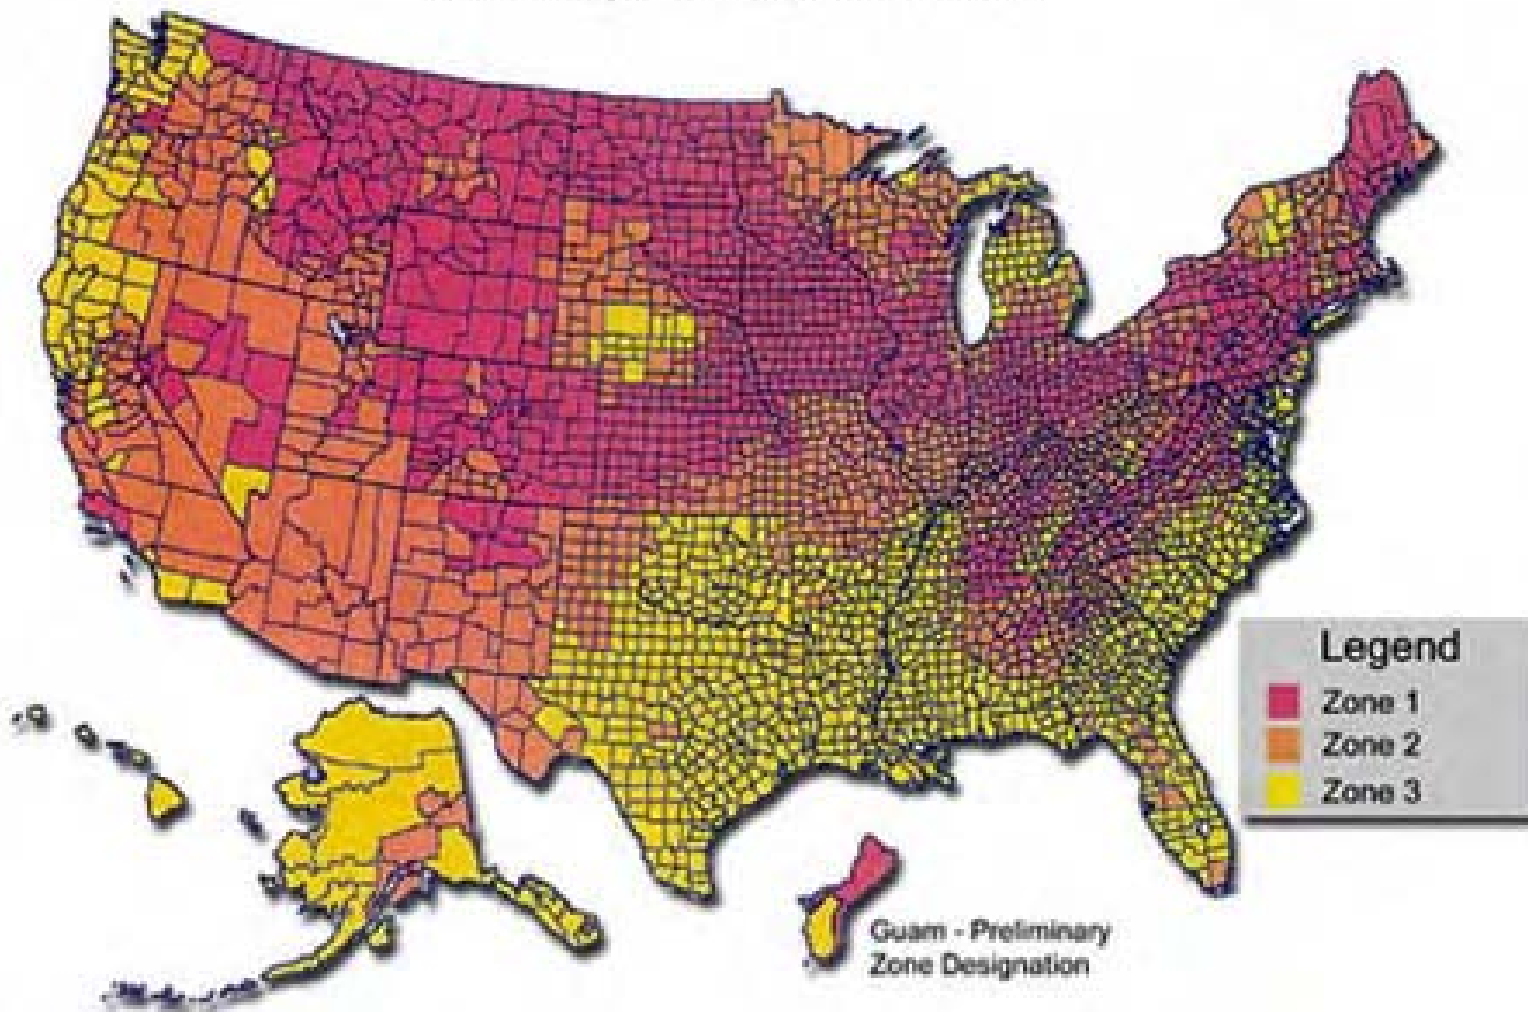 Legend
Zone 1
Zone 2
Zone 3
Guam - Preliminary
Zone Designation